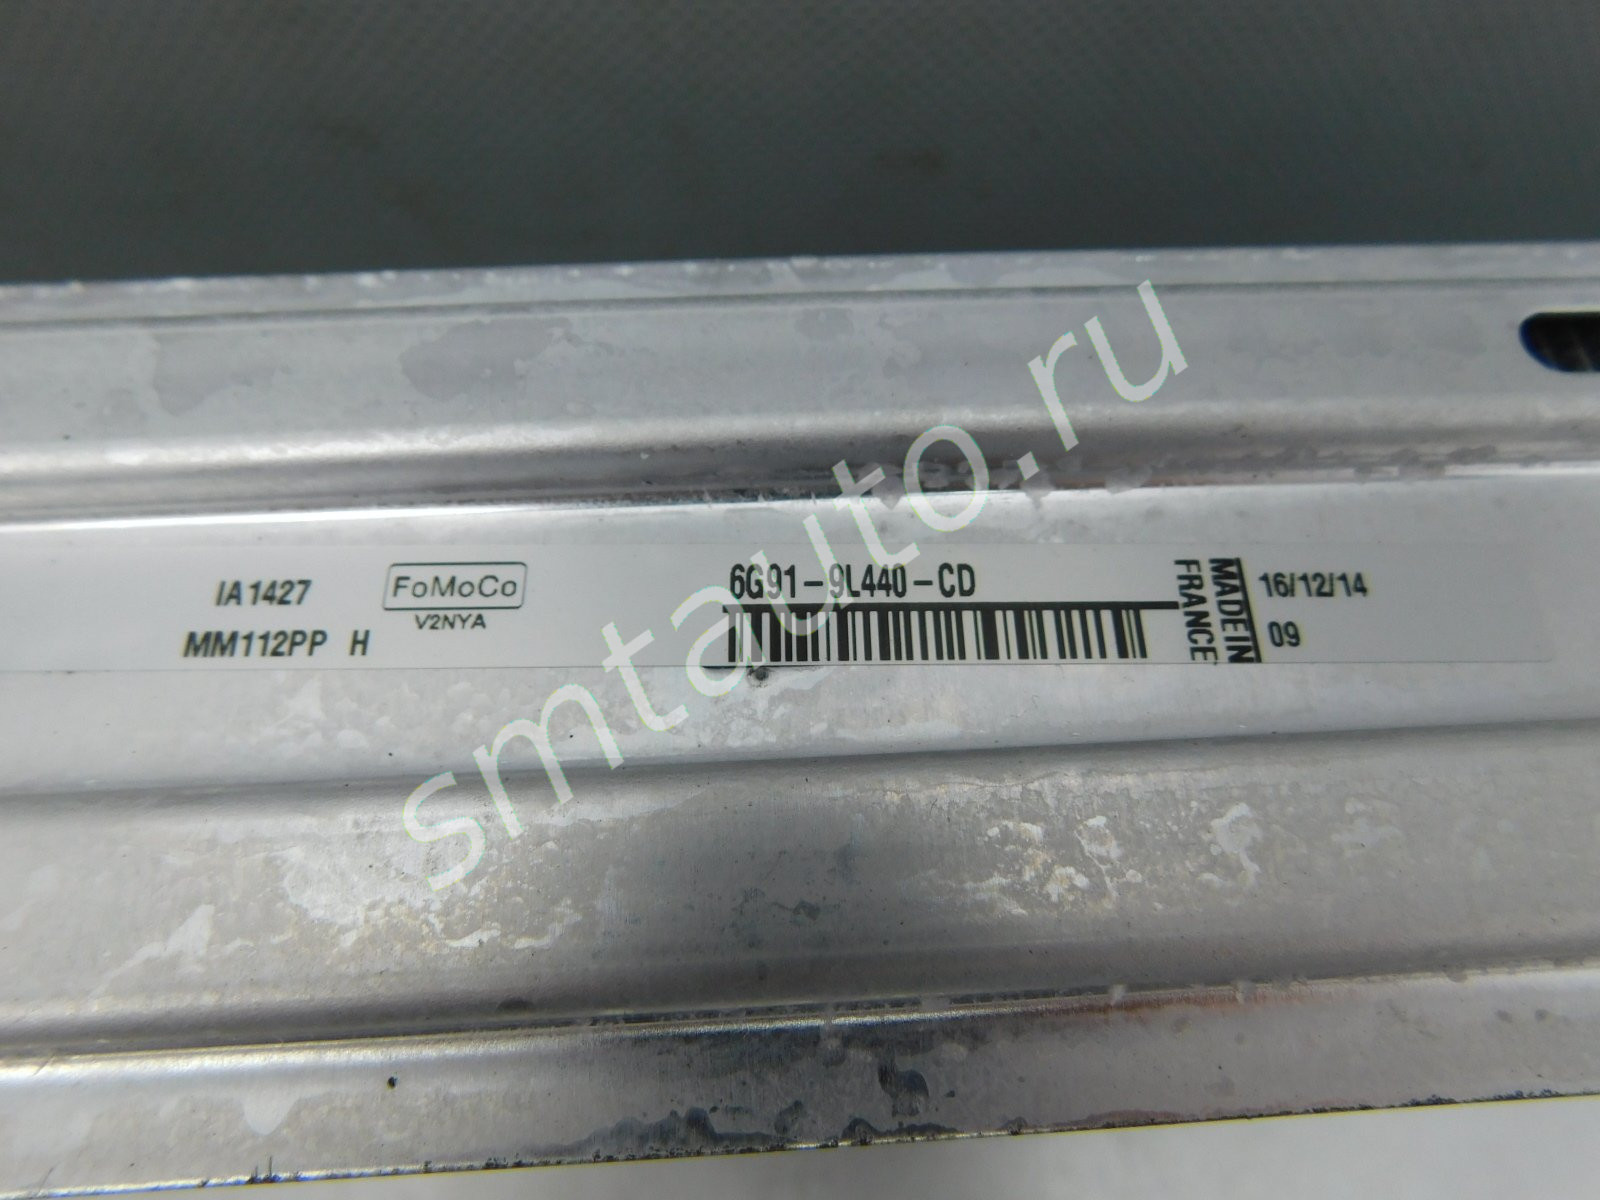 IA1427
MM112PP H
FoMoCo
V2NYA
6G91-9L440-CD
MADE IN
FRANCE
16/12/14
09
smtauto.ru